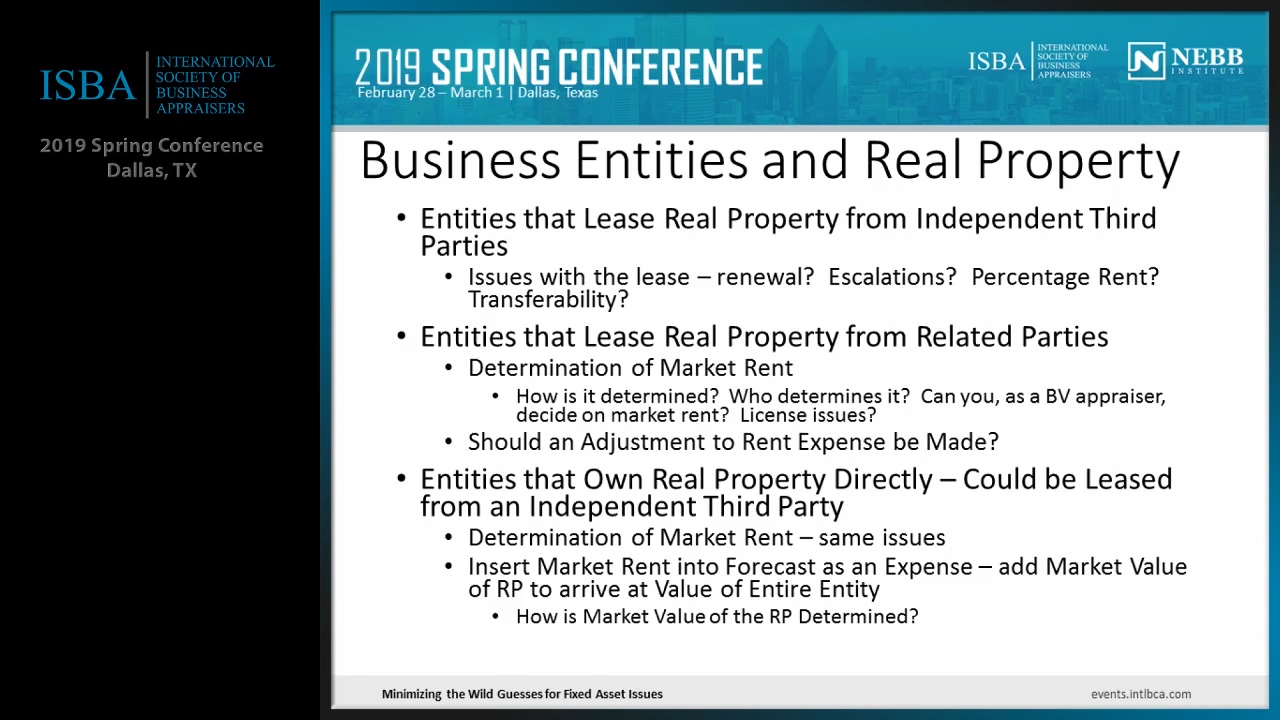 ISBA
INTERNATIONAL
SOCIETY OF
BUSINESS
APPRAISERS
2019 Spring Conference
Dallas, TX
2019 SPRING CONFERENCE
February 28 – March 1 | Dallas, Texas
ISBA
INTERNATIONAL
SOCIETY OF
BUSINESS
APPRAISERS
NEBB
INSTITUTE
Business Entities and Real Property
• Entities that Lease Real Property from Independent Third
Parties
• Issues with the lease – renewal? Escalations? Percentage Rent?
Transferability?
• Entities that Lease Real Property from Related Parties
• Determination of Market Rent
• How is it determined? Who determines it? Can you, as a BV appraiser,
decide on market rent? License issues?
• Should an Adjustment to Rent Expense be Made?
• Entities that Own Real Property Directly – Could be Leased
from an Independent Third Party
• Determination of Market Rent – same issues
• Insert Market Rent into Forecast as an Expense – add Market Value
of RP to arrive at Value of Entire Entity
• How is Market Value of the RP Determined?
Minimizing the Wild Guesses for Fixed Asset Issues
events.intlbca.com